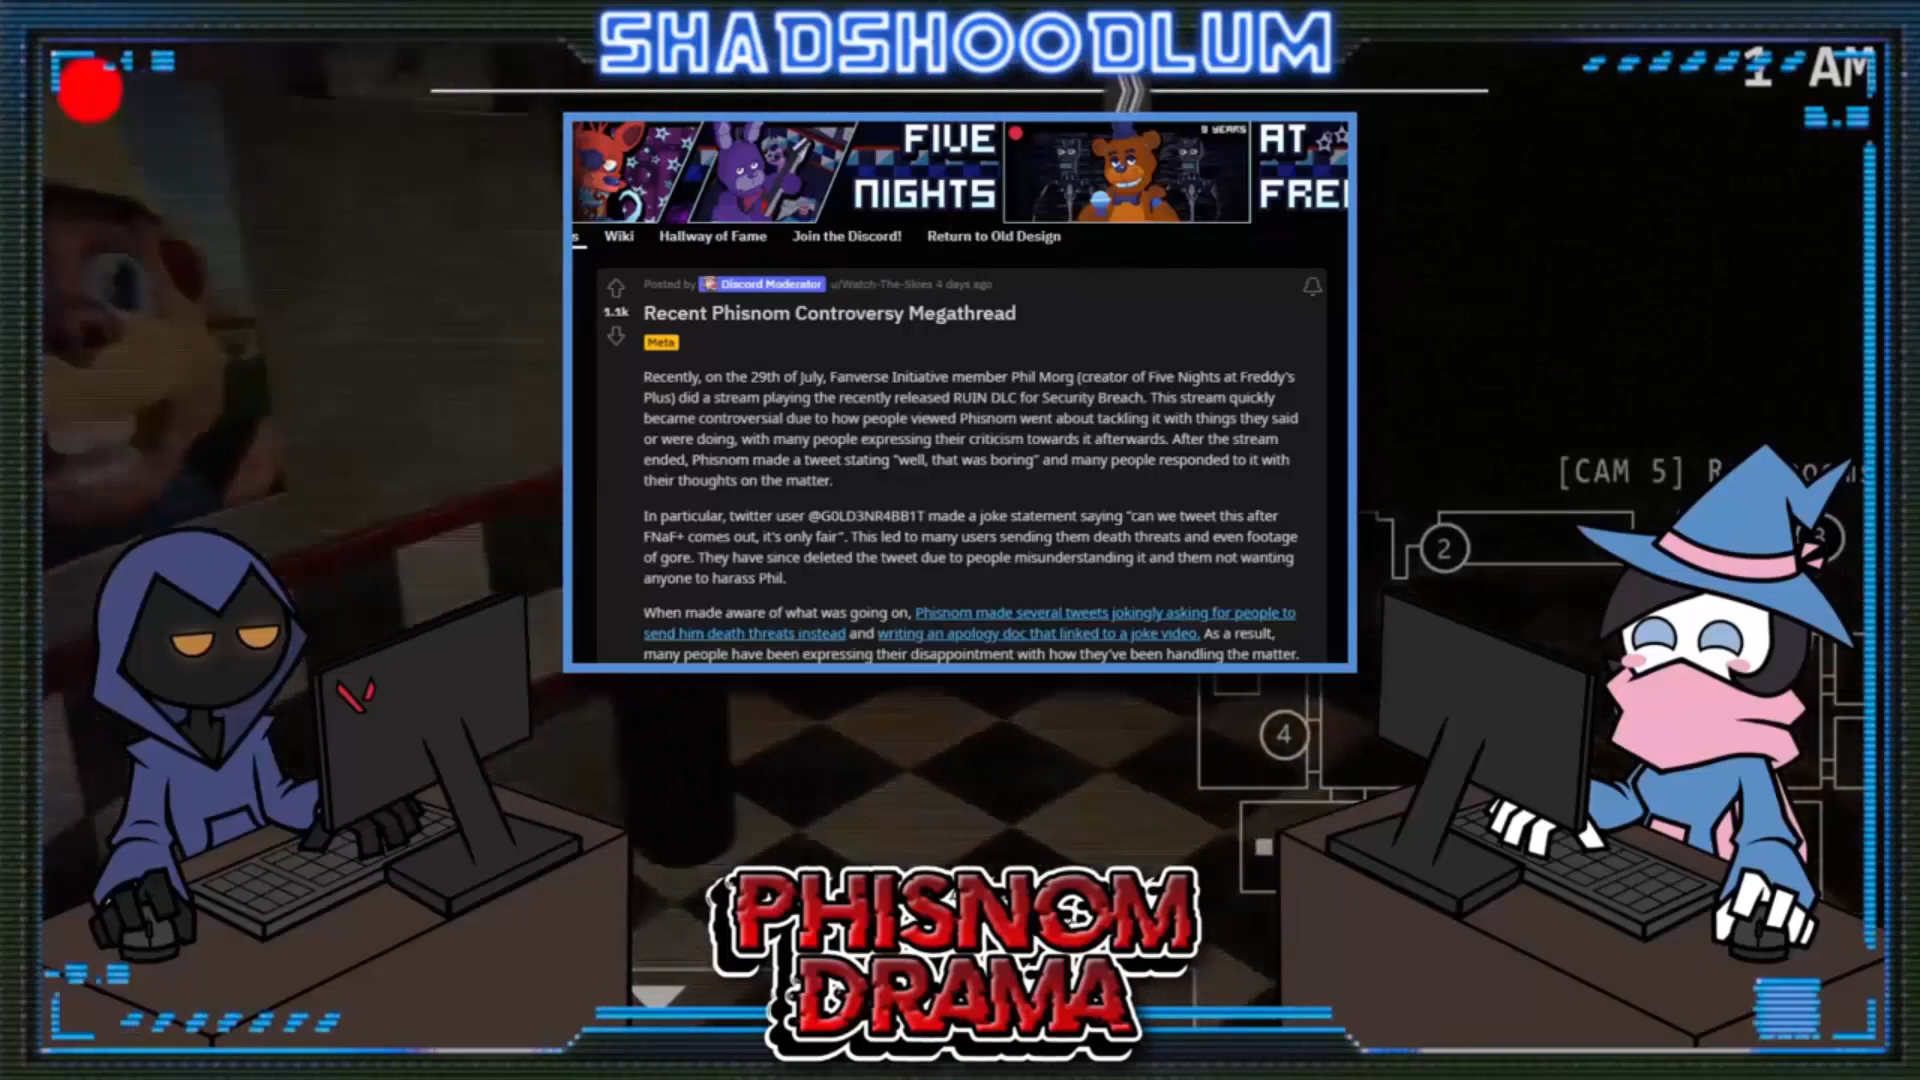 SHADSHOODLUM
1 AM
FIVE NIGHTS
9 YEARS
AT FRE
s Wiki Hallway of Fame Join the Discord! Return to Old Design
Posted by Discord Moderator u/Watch-The-Skies 4 days ago
1.1k
Recent Phisnom Controversy Megathread
Meta
Recently, on the 29th of July, Fanverse Initiative member Phil Morg (creator of Five Nights at Freddy's
Plus) did a stream playing the recently released RUIN DLC for Security Breach. This stream quickly
became controversial due to how people viewed Phisnom went about tackling it with things they said
or were doing, with many people expressing their criticism towards it afterwards. After the stream
ended, Phisnom made a tweet stating "well, that was boring" and many people responded to it with
their thoughts on the matter.
In particular, twitter user @G0LD3NR4BB1T made a joke statement saying "can we tweet this after
FNaF+ comes out, it's only fair". This led to many users sending them death threats and even footage
of gore. They have since deleted the tweet due to people misunderstanding it and them not wanting
anyone to harass Phil.
When made aware of what was going on, Phisnom made several tweets jokingly asking for people to
send him death threats instead and writing an apology doc that linked to a joke video. As a result,
many people have been expressing their disappointment with how they've been handling the matter.
[CAM 5]
2
4
PHISNOM
DRAMA